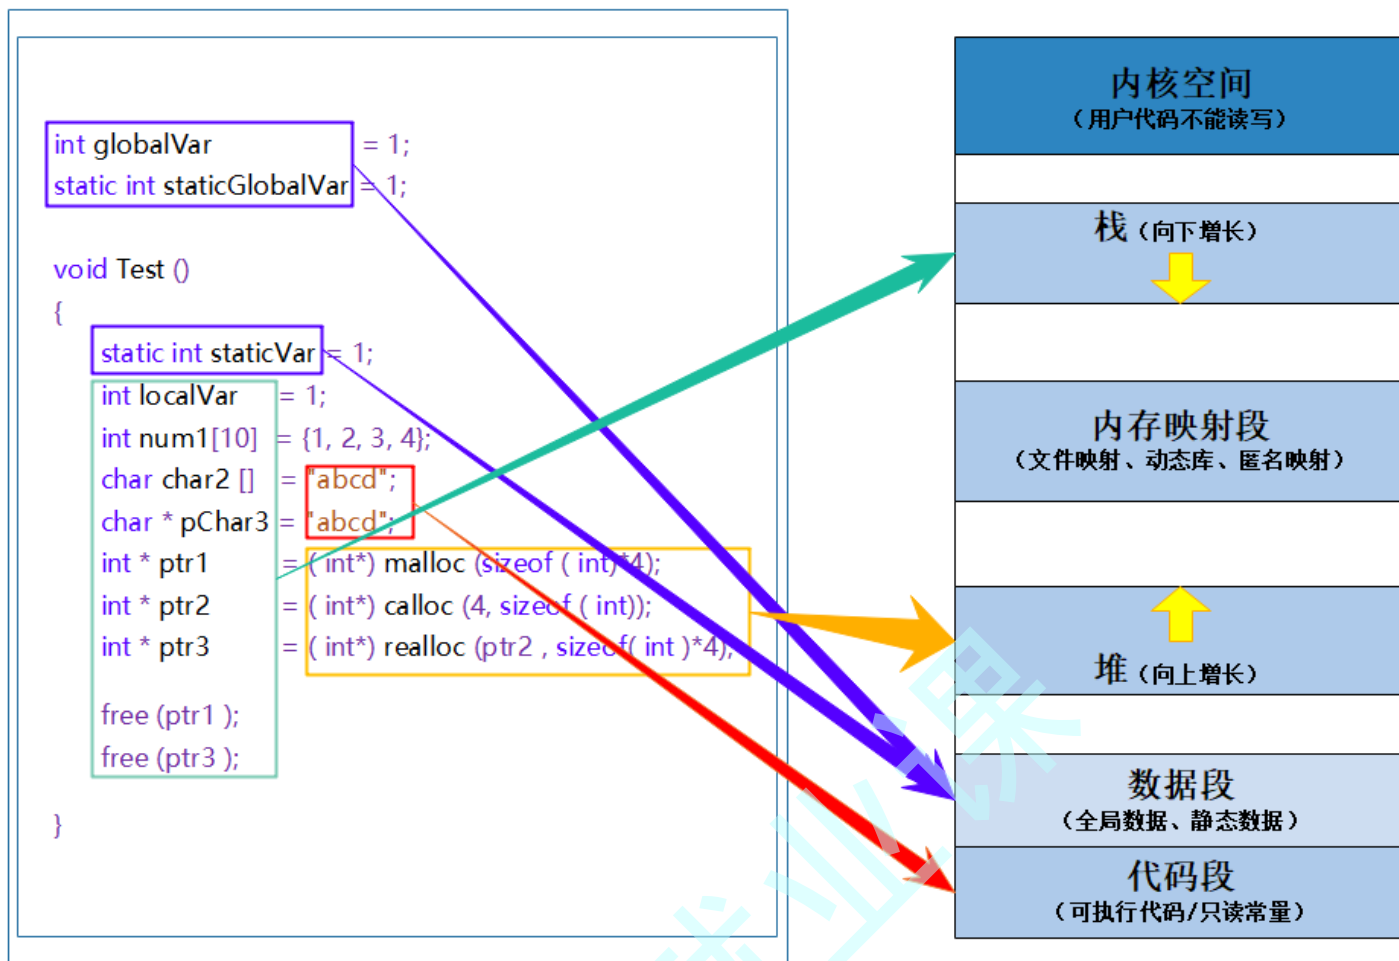 int globalVar = 1;
static int staticGlobalVar = 1;
void Test ()
{
static int staticVar = 1;
int localVar = 1;
int num1[10] = {1, 2, 3, 4};
char char2 [] = "abcd";
char * pChar3 = "abcd";
int * ptr1 = ( int*) malloc (sizeof ( int)*4);
int * ptr2 = ( int*) calloc (4, sizeof ( int));
int * ptr3 = ( int*) realloc (ptr2 , sizeof( int )*4);
free (ptr1 );
free (ptr3 );
}
内核空间
（用户代码不能读写）
栈（向下增长）
内存映射段
（文件映射、动态库、匿名映射）
堆（向上增长）
数据段
（全局数据、静态数据）
代码段
（可执行代码/只读常量）
就业课